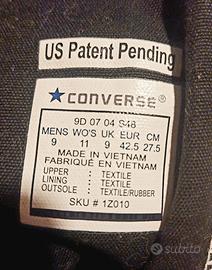 US Patent Pending
CONVERSE®
9D 07 04 S48
MENS WO'S UK EUR CM
9 11 9 42.5 27.5
MADE IN VIETNAM
FABRIQUÉ EN VIETNAM
UPPER : TEXTILE
LINING : TEXTILE
OUTSOLE : TEXTILE/RUBBER
SKU # 1Z010
subito